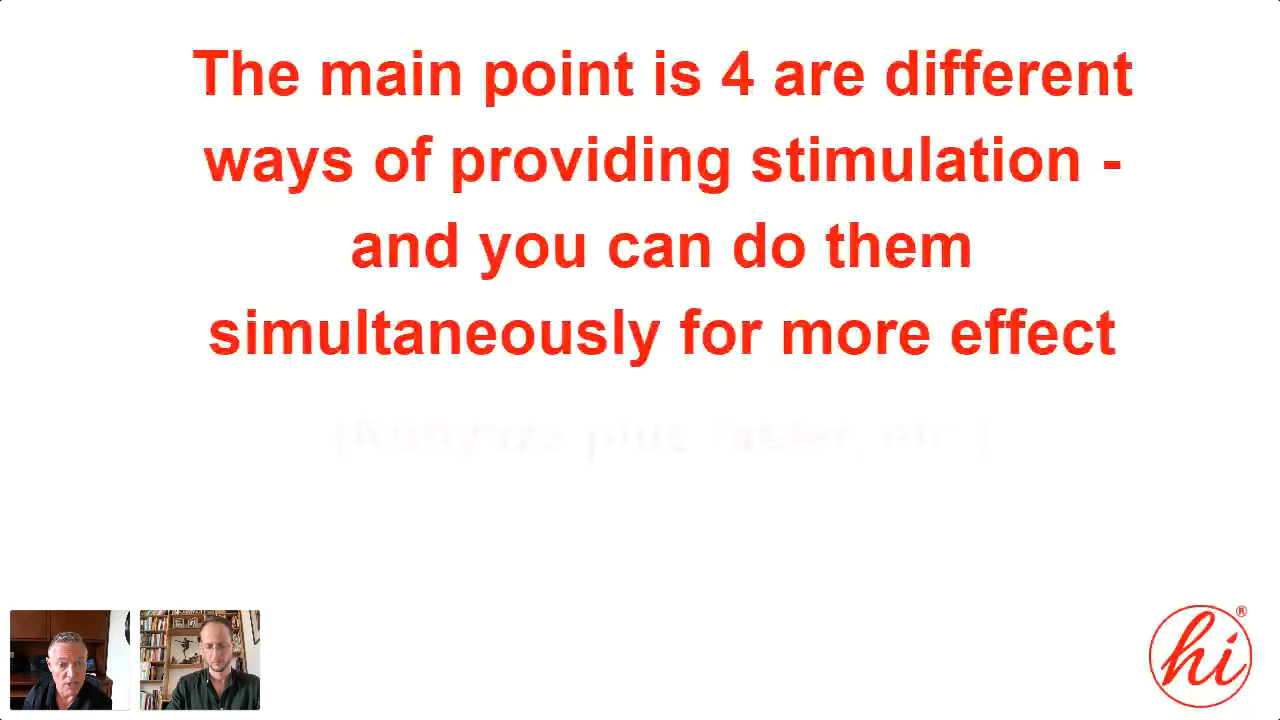 The main point is 4 are different
ways of providing stimulation -
and you can do them
simultaneously for more effect
plus
hi®